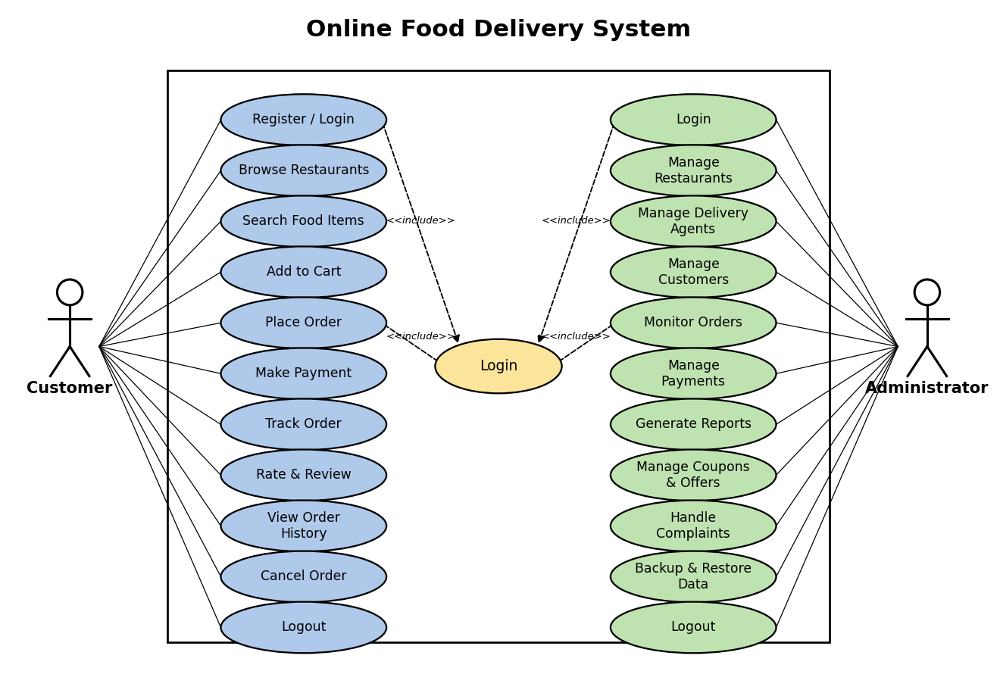 Online Food Delivery System
Register / Login
Browse Restaurants
Search Food Items
Add to Cart
Place Order
Make Payment
Track Order
Rate & Review
View Order
History
Cancel Order
Logout
Customer
<<include>>
<<include>>
Login
<<include>>
<<include>>
Login
Manage
Restaurants
Manage Delivery
Agents
Manage
Customers
Monitor Orders
Manage
Payments
Generate Reports
Manage Coupons
& Offers
Handle
Complaints
Backup & Restore
Data
Logout
Administrator